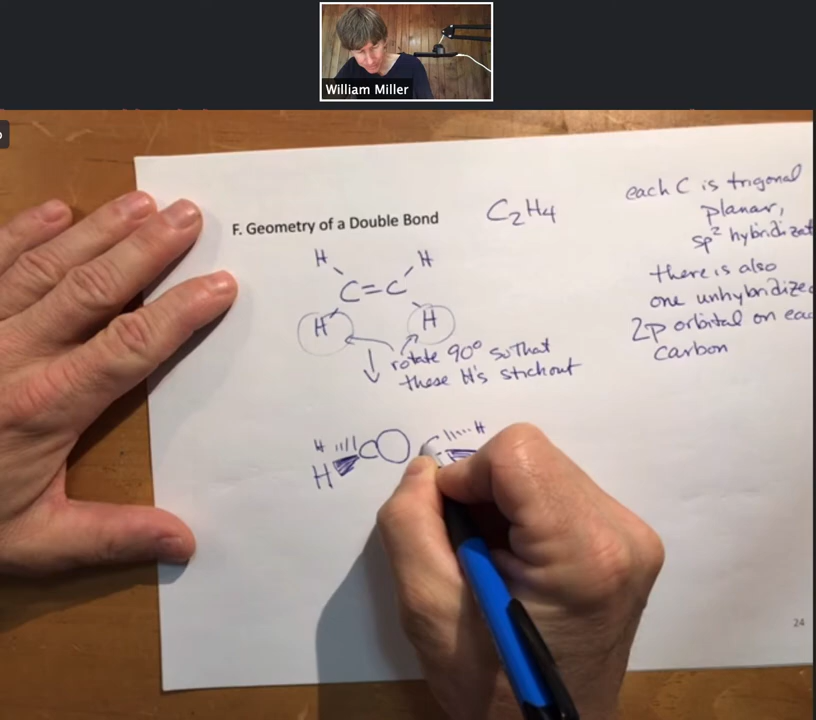 William Miller
F. Geometry of a Double Bond
C2H4
H H
C=C
H H
rotate 90° so that
these H's stick out
each C is trigonal
planar,
sp² hybridizat
there is also
one unhybridize
2p orbital on eac
carbon
H C C H
H
24